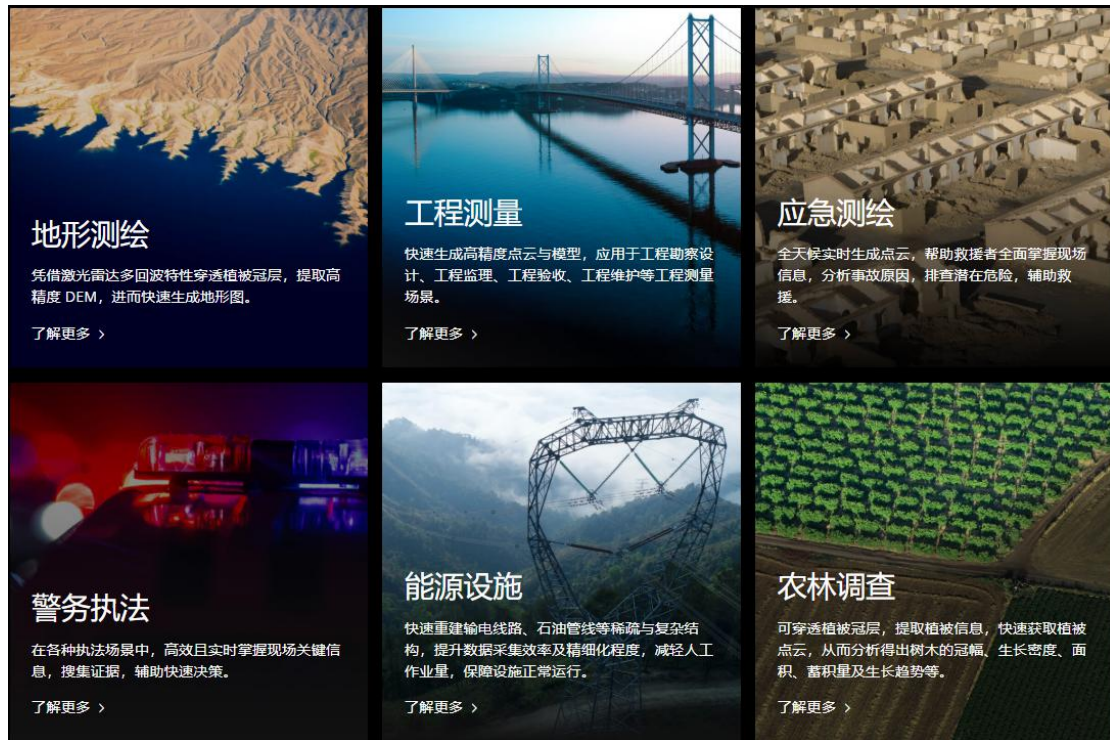 地形测绘
凭借激光雷达多回波特性穿透植被冠层，提取高
精度 DEM，进而快速生成地形图。
了解更多 >
工程测量
快速生成高精度点云与模型，应用于工程勘察设
计、工程监理、工程验收、工程维护等工程测量
场景。
了解更多 >
应急测绘
全天候实时生成点云，帮助救援者全面掌握现场
信息，分析事故原因，排查潜在危险，辅助救
援。
了解更多 >
警务执法
在各种执法场景中，高效且实时掌握现场关键信
息，搜集证据，辅助快速决策。
了解更多 >
能源设施
快速重建输电线路、石油管线等稀疏与复杂结
构，提升数据采集效率及精细化程度，减轻人工
作业量，保障设施正常运行。
了解更多 >
农林调查
可穿透植被冠层，提取植被信息，快速获取植被
点云，从而分析得出树木的冠幅、生长密度、面
积、蓄积量及生长趋势等。
了解更多 >